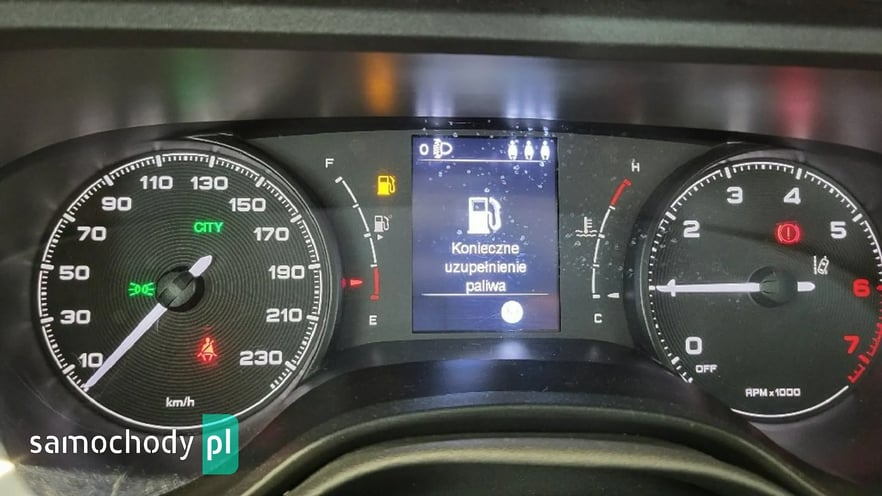 110 130
90 150
70 170
50 190
30 210
10 230
CITY
km/h
F
E
0
Konieczne
uzupełnienie
paliwa
H
C
3 4
2 5
6
0 7
OFF
RPM x 1000
samochody pl